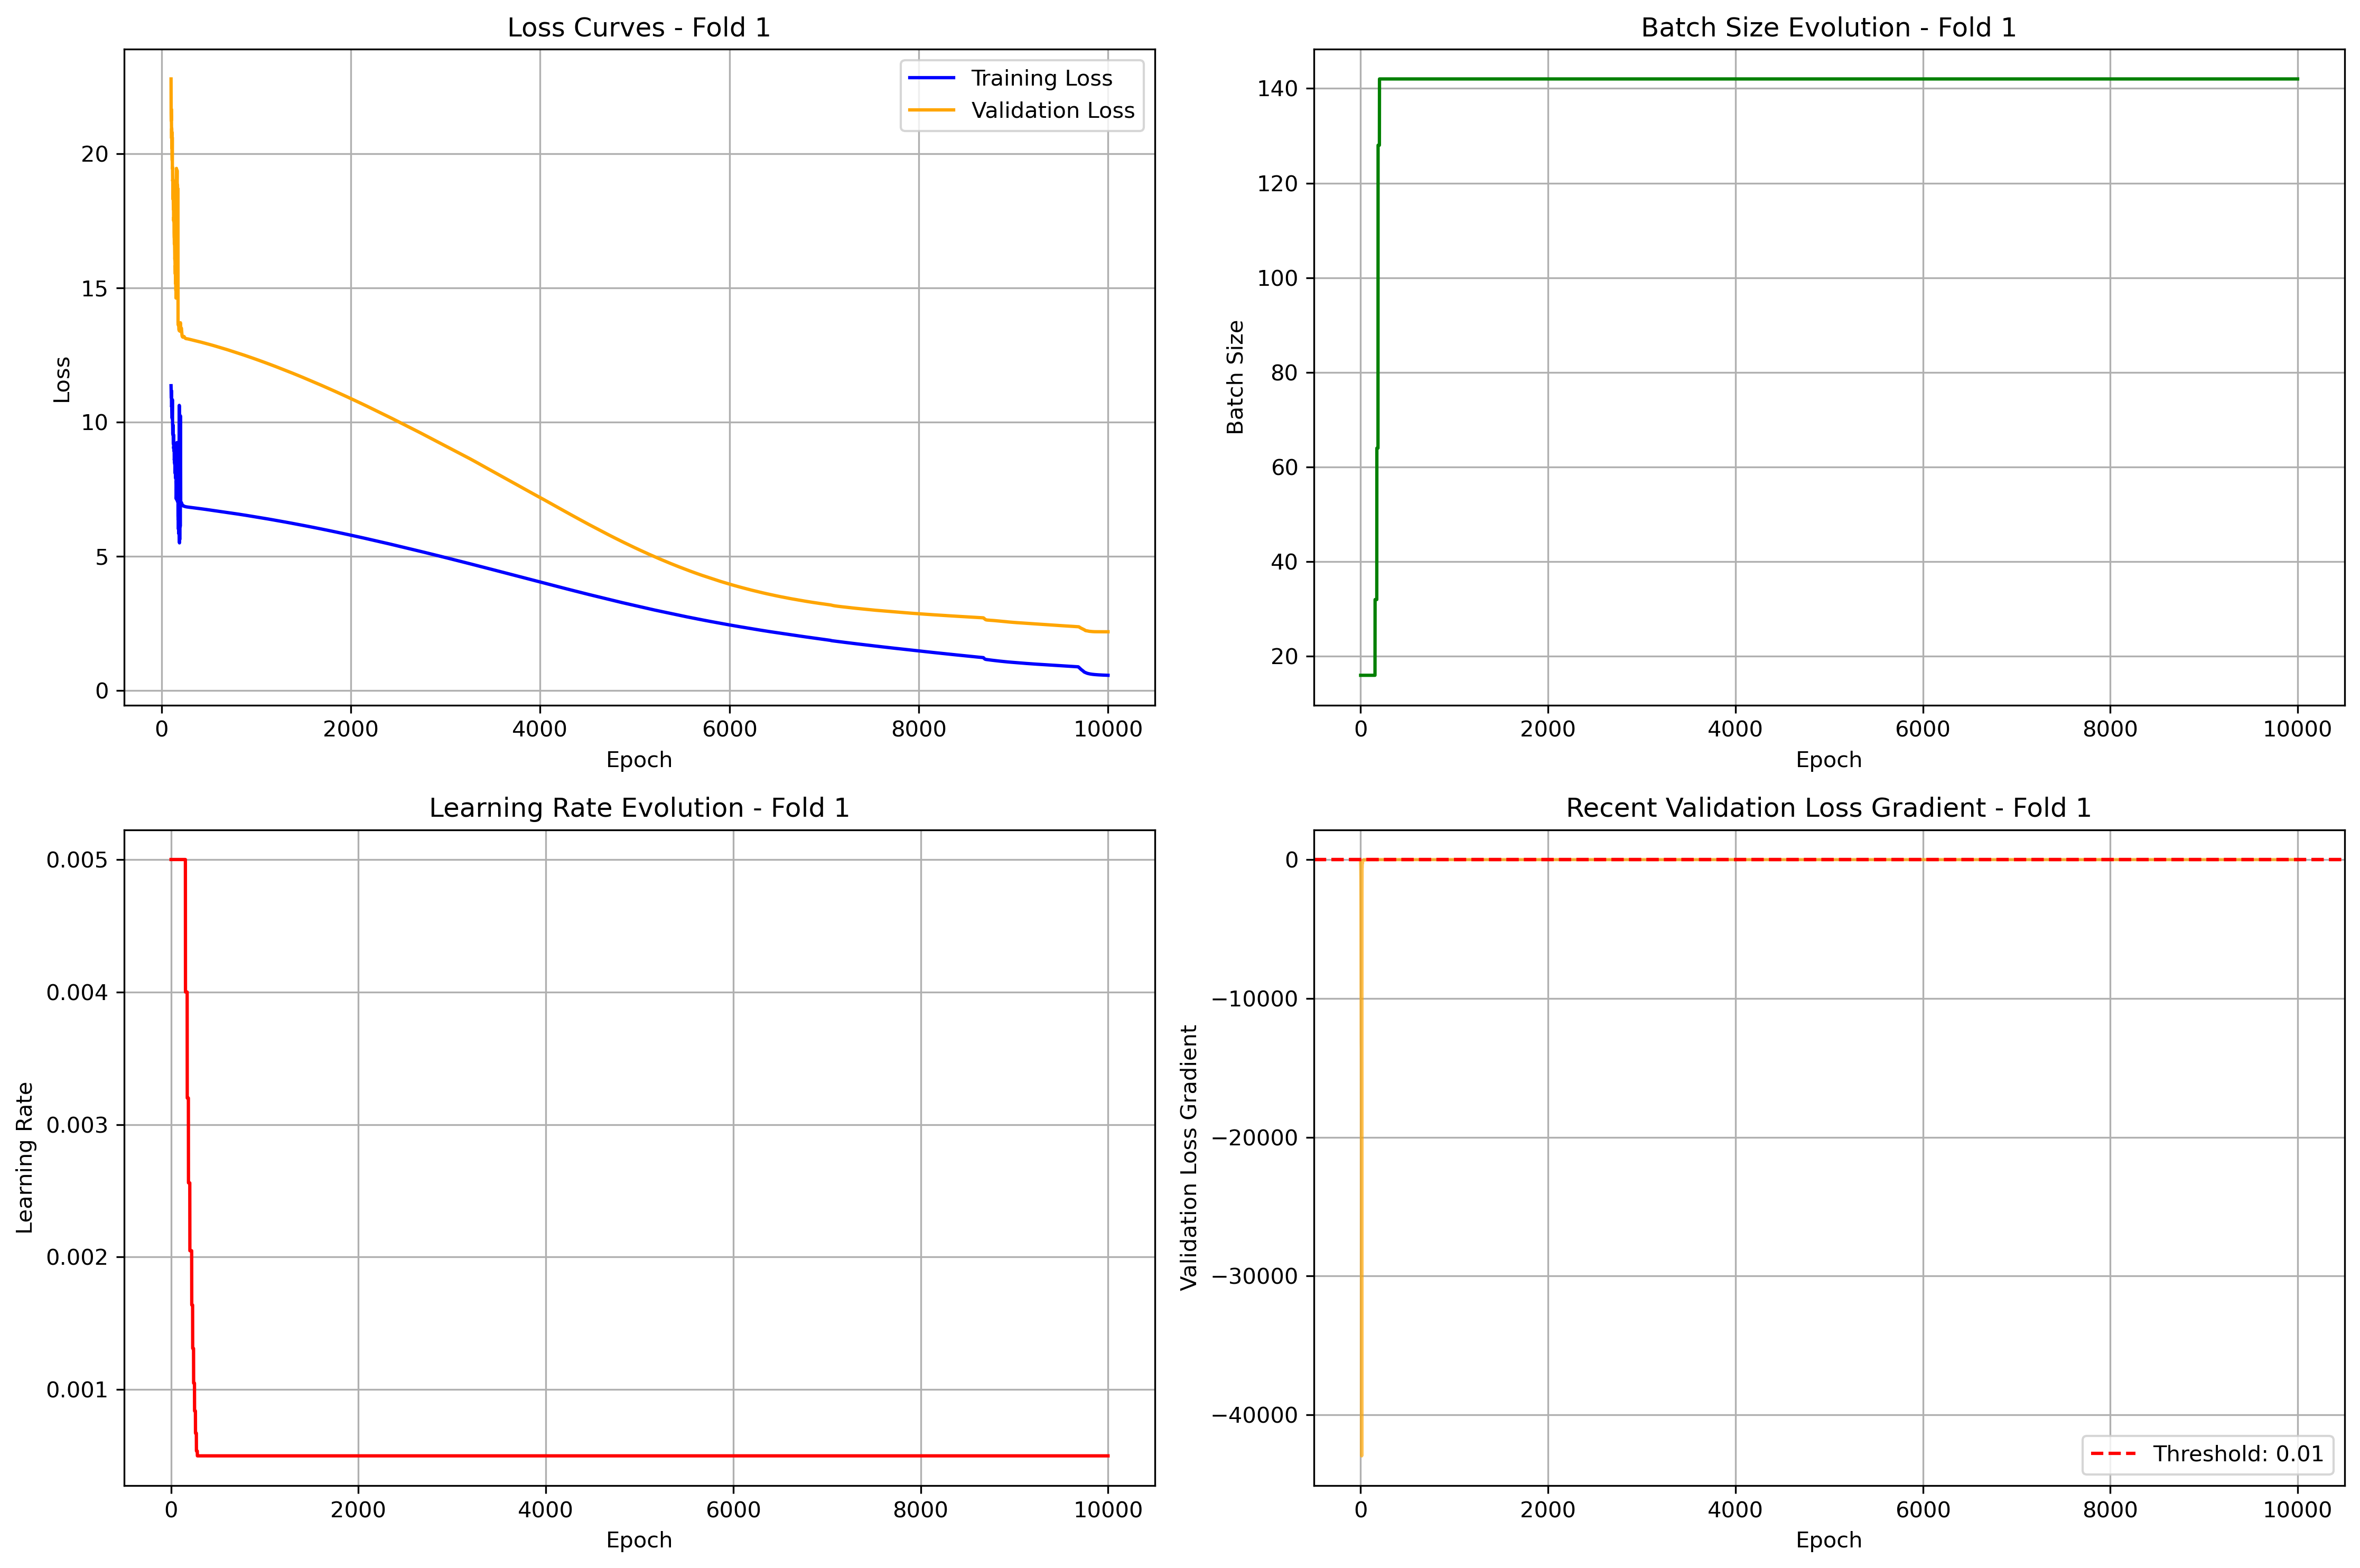 Loss Curves - Fold 1
Loss
20
15
10
5
0
Training Loss
Validation Loss
0 2000 4000 6000 8000 10000
Epoch
Batch Size Evolution - Fold 1
Batch Size
140
120
100
80
60
40
20
0 2000 4000 6000 8000 10000
Epoch
Learning Rate Evolution - Fold 1
Learning Rate
0.005
0.004
0.003
0.002
0.001
0 2000 4000 6000 8000 10000
Epoch
Recent Validation Loss Gradient - Fold 1
Validation Loss Gradient
0
−10000
−20000
−30000
−40000
Threshold: 0.01
0 2000 4000 6000 8000 10000
Epoch